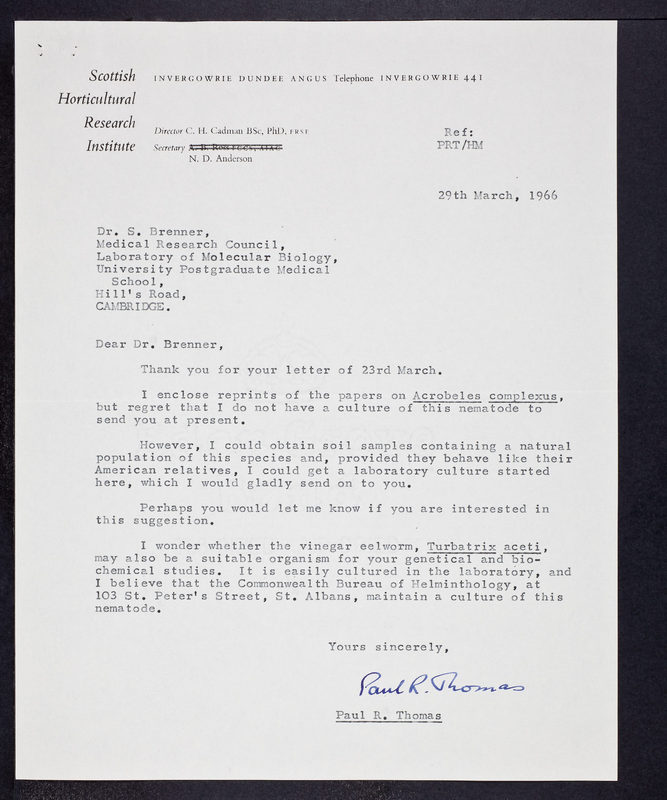 Scottish
Horticultural
Research
Institute
INVERGOWRIE DUNDEE ANGUS Telephone INVERGOWRIE 441
Director C. H. Cadman BSc, PhD, FRSE
Secretary A. B. Ross FCCS, AIAC
N. D. Anderson
Ref:
PRT/HM
29th March, 1966
Dr. S. Brenner,
Medical Research Council,
Laboratory of Molecular Biology,
University Postgraduate Medical
School,
Hill's Road,
CAMBRIDGE.
Dear Dr. Brenner,
Thank you for your letter of 23rd March.
I enclose reprints of the papers on Acrobeles complexus,
but regret that I do not have a culture of this nematode to
send you at present.
However, I could obtain soil samples containing a natural
population of this species and, provided they behave like their
American relatives, I could get a laboratory culture started
here, which I would gladly send on to you.
Perhaps you would let me know if you are interested in
this suggestion.
I wonder whether the vinegar eelworm, Turbatrix aceti,
may also be a suitable organism for your genetical and bio-
chemical studies. It is easily cultured in the laboratory, and
I believe that the Commonwealth Bureau of Helminthology, at
103 St. Peter's Street, St. Albans, maintain a culture of this
nematode.
Yours sincerely,
Paul R. Thomas
Paul R. Thomas